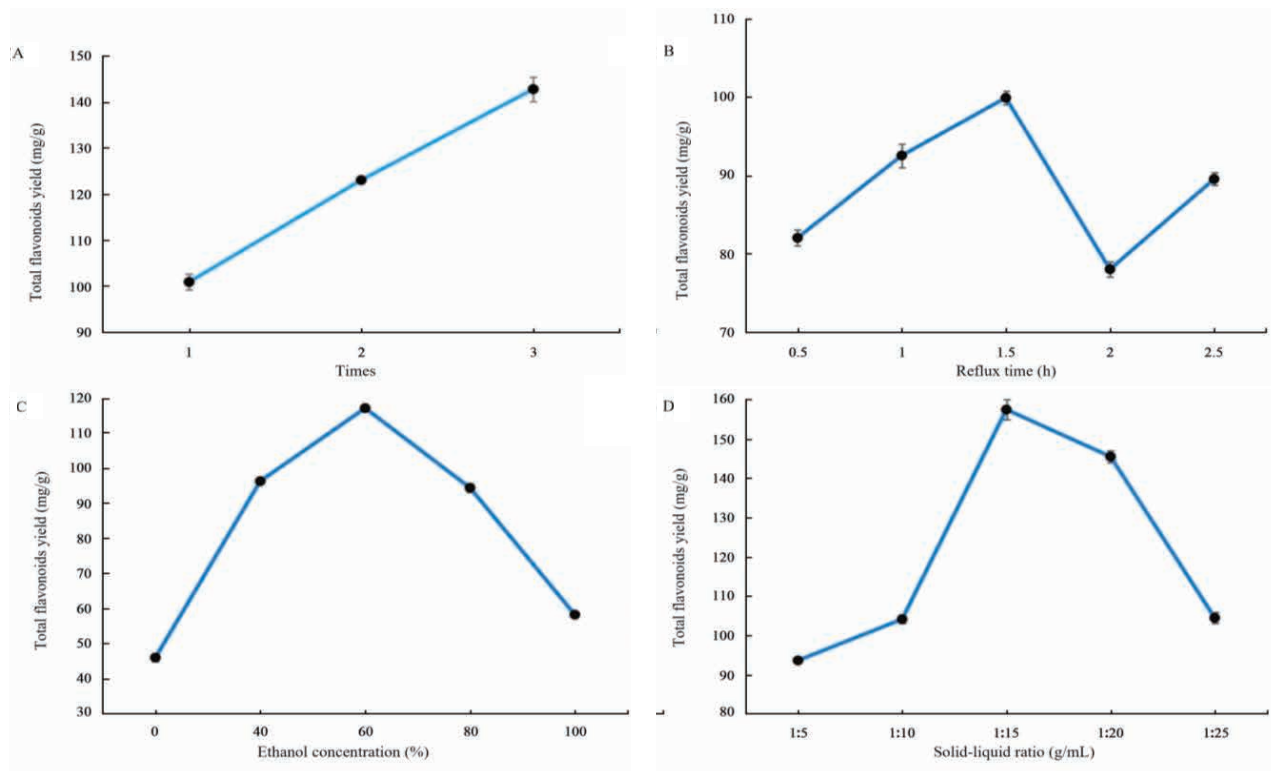 A
Total flavonoids yield (mg/g)
150
140
130
120
110
100
90
1 2 3
Times
B
Total flavonoids yield (mg/g)
110
100
90
80
70
0.5 1 1.5 2 2.5
Reflux time (h)
C
Total flavonoids yield (mg/g)
120
110
100
90
80
70
60
50
40
30
0 40 60 80 100
Ethanol concentration (%)
D
Total flavonoids yield (mg/g)
160
150
140
130
120
110
100
90
80
1:5 1:10 1:15 1:20 1:25
Solid-liquid ratio (g/mL)